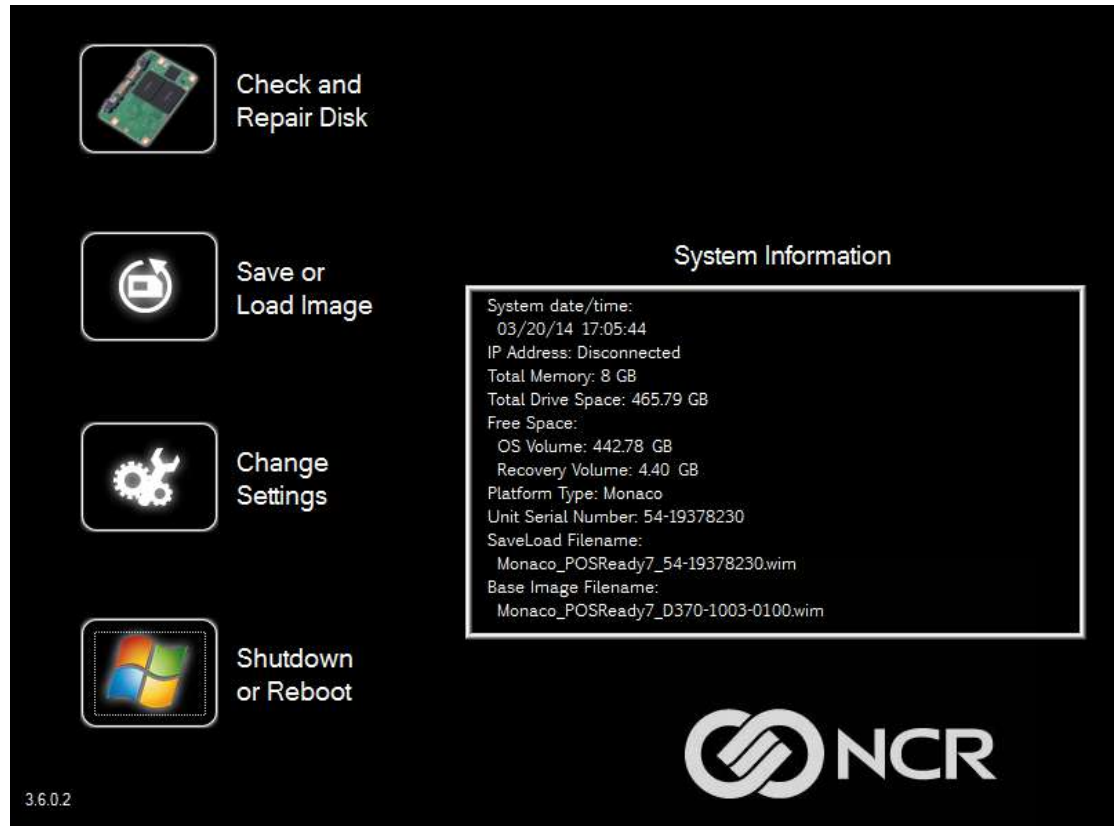 Check and
Repair Disk
Save or
Load Image
Change
Settings
Shutdown
or Reboot
3.6.0.2
System Information
System date/time:
03/20/14 17:05:44
IP Address: Disconnected
Total Memory: 8 GB
Total Drive Space: 465.79 GB
Free Space:
OS Volume: 442.78 GB
Recovery Volume: 4.40 GB
Platform Type: Monaco
Unit Serial Number: 54-19378230
SaveLoad Filename:
Monaco_POSReady7_54-19378230.wim
Base Image Filename:
Monaco_POSReady7_D370-1003-0100.wim
NCR